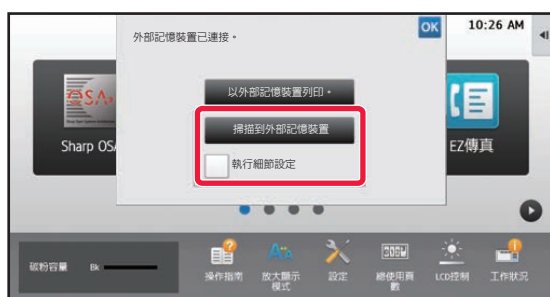 外部記憶裝置已連接。
OK
10:26 AM
以外部記憶裝置列印。
掃描到外部記憶裝置
執行細節設定
OSA
Sharp OSA
EZ傳真
碳粉容量 Bk
操作指南
放大顯示
模式
設定
總使用頁
數
LCD控制
工作狀況